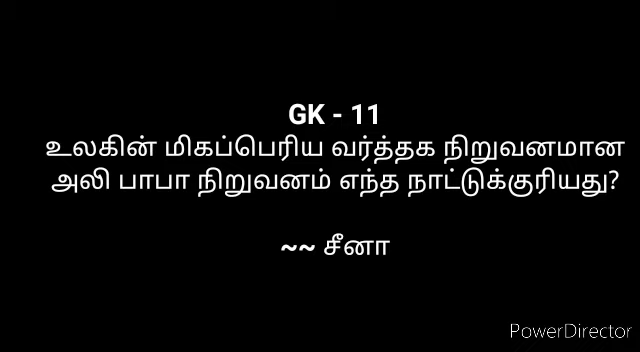 GK - 11
உலகின் மிகப்பெரிய வர்த்தக நிறுவனமான
அலி பாபா நிறுவனம் எந்த நாட்டுக்குரியது?
~~ சீனா
PowerDirector